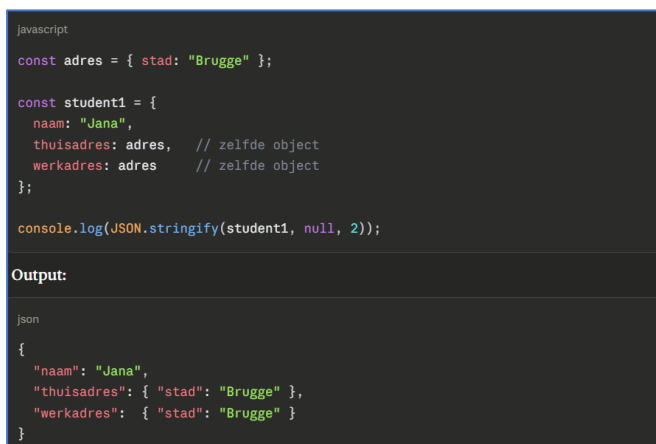 javascript
const adres = { stad: "Brugge" };
const student1 = {
  naam: "Jana",
  thuisadres: adres,   // zelfde object
  werkadres: adres     // zelfde object
};
console.log(JSON.stringify(student1, null, 2));
Output:
json
{
  "naam": "Jana",
  "thuisadres": { "stad": "Brugge" },
  "werkadres":  { "stad": "Brugge" }
}